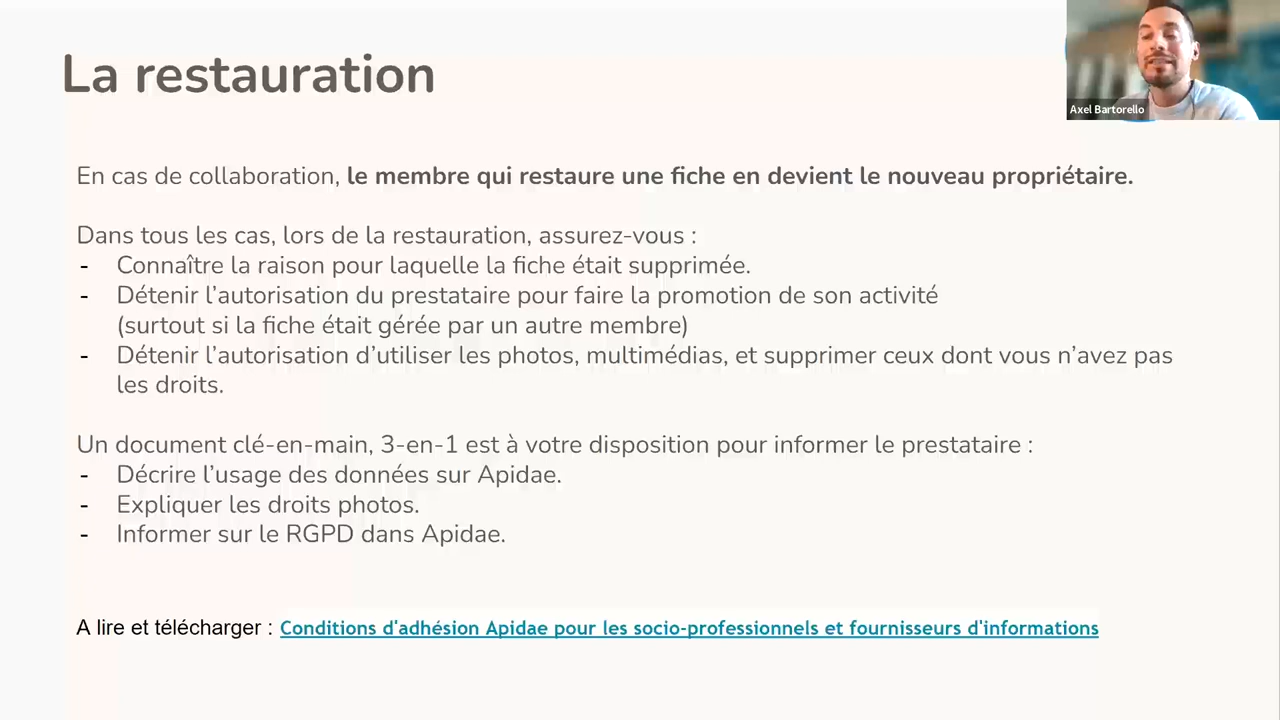 La restauration
Axel Bartorello
En cas de collaboration, le membre qui restaure une fiche en devient le nouveau propriétaire.
Dans tous les cas, lors de la restauration, assurez-vous :
- Connaître la raison pour laquelle la fiche était supprimée.
- Détenir l’autorisation du prestataire pour faire la promotion de son activité
(surtout si la fiche était gérée par un autre membre)
- Détenir l’autorisation d’utiliser les photos, multimédias, et supprimer ceux dont vous n’avez pas
les droits.
Un document clé-en-main, 3-en-1 est à votre disposition pour informer le prestataire :
- Décrire l’usage des données sur Apidae.
- Expliquer les droits photos.
- Informer sur le RGPD dans Apidae.
A lire et télécharger : Conditions d'adhésion Apidae pour les socio-professionnels et fournisseurs d'informations